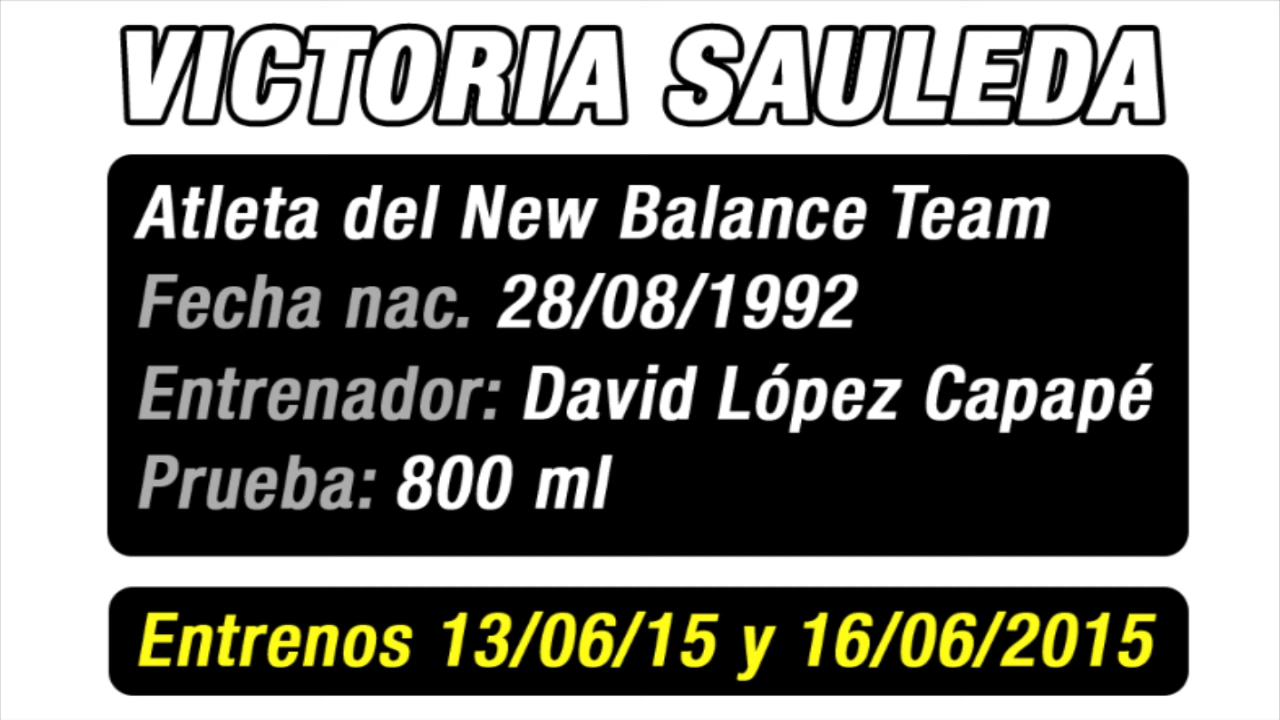 VICTORIA SAULEDA
Atleta del New Balance Team
Fecha nac. 28/08/1992
Entrenador: David López Capapé
Prueba: 800 ml
Entrenos 13/06/15 y 16/06/2015